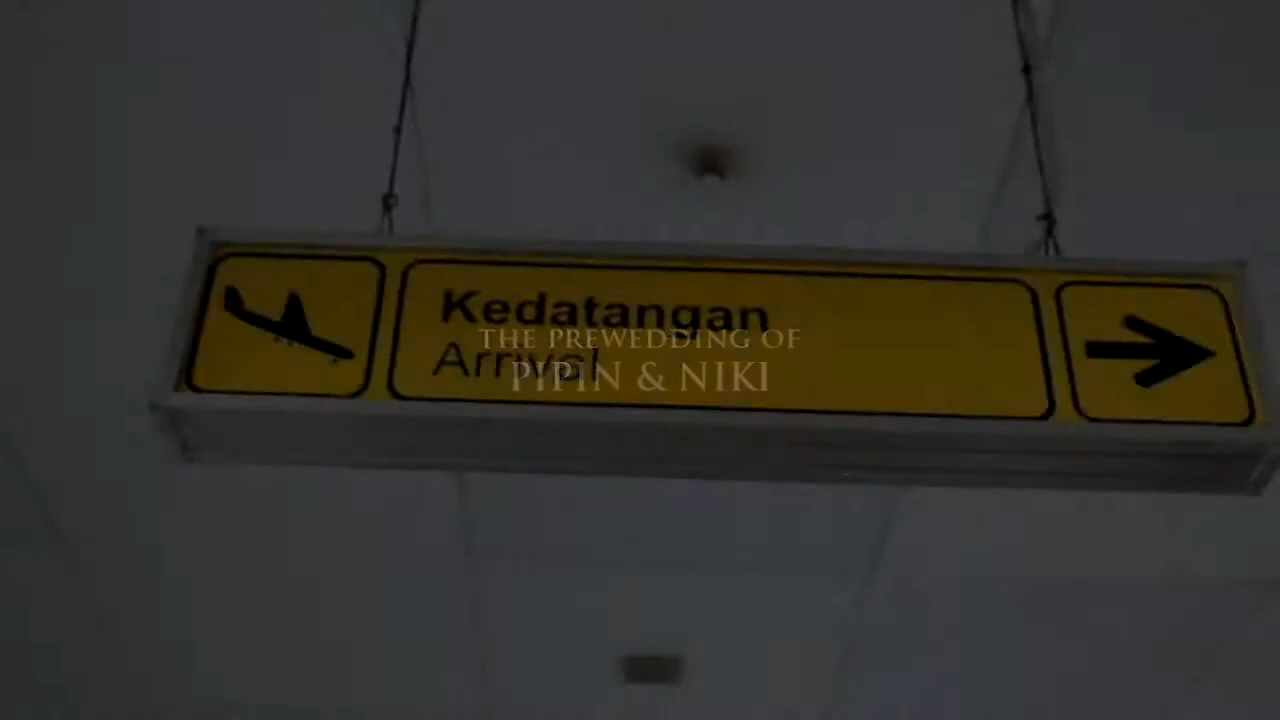 Kedatangan
Arrival
THE PREWEDDING OF
PIPIN & NIKI